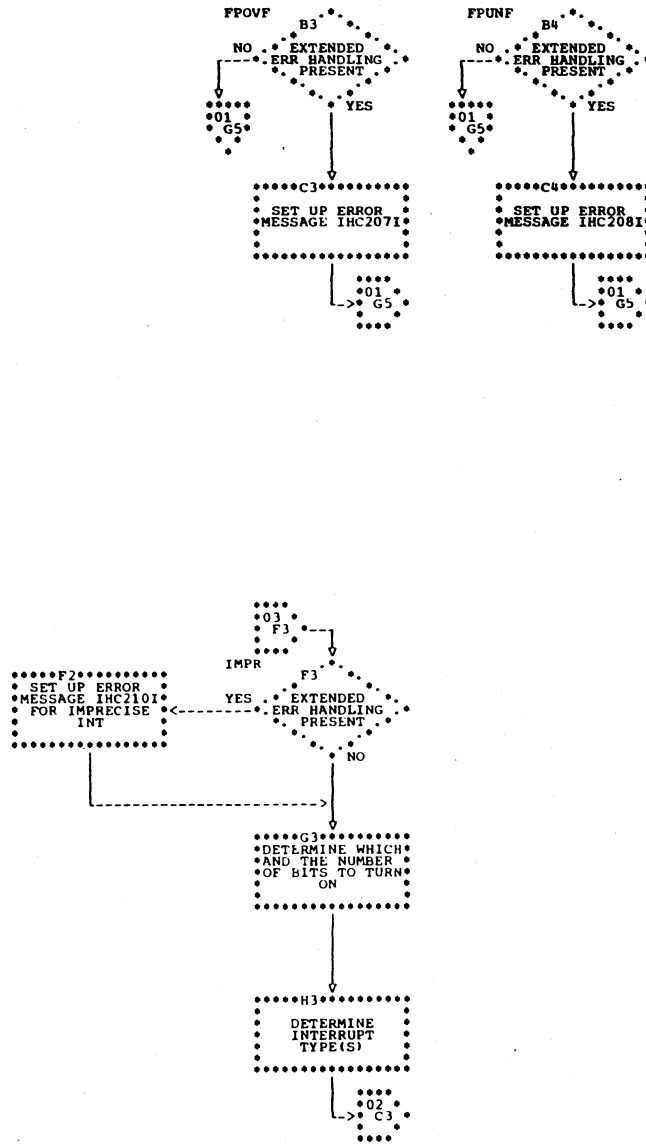 FPOVF
B3
NO
EXTENDED
ERR HANDLING
PRESENT
YES
01
G5
C3
SET UP ERROR
MESSAGE IHC207I
01
G5
FPUNF
B4
NO
EXTENDED
ERR HANDLING
PRESENT
YES
01
G5
C4
SET UP ERROR
MESSAGE IHC208I
01
G5
03
F3
IMPR
F3
EXTENDED
ERR HANDLING
PRESENT
YES
NO
F2
SET UP ERROR
MESSAGE IHC210I
FOR IMPRECISE
INT
G3
DETERMINE WHICH
AND THE NUMBER
OF BITS TO TURN
ON
H3
DETERMINE
INTERRUPT
TYPE(S)
02
C3